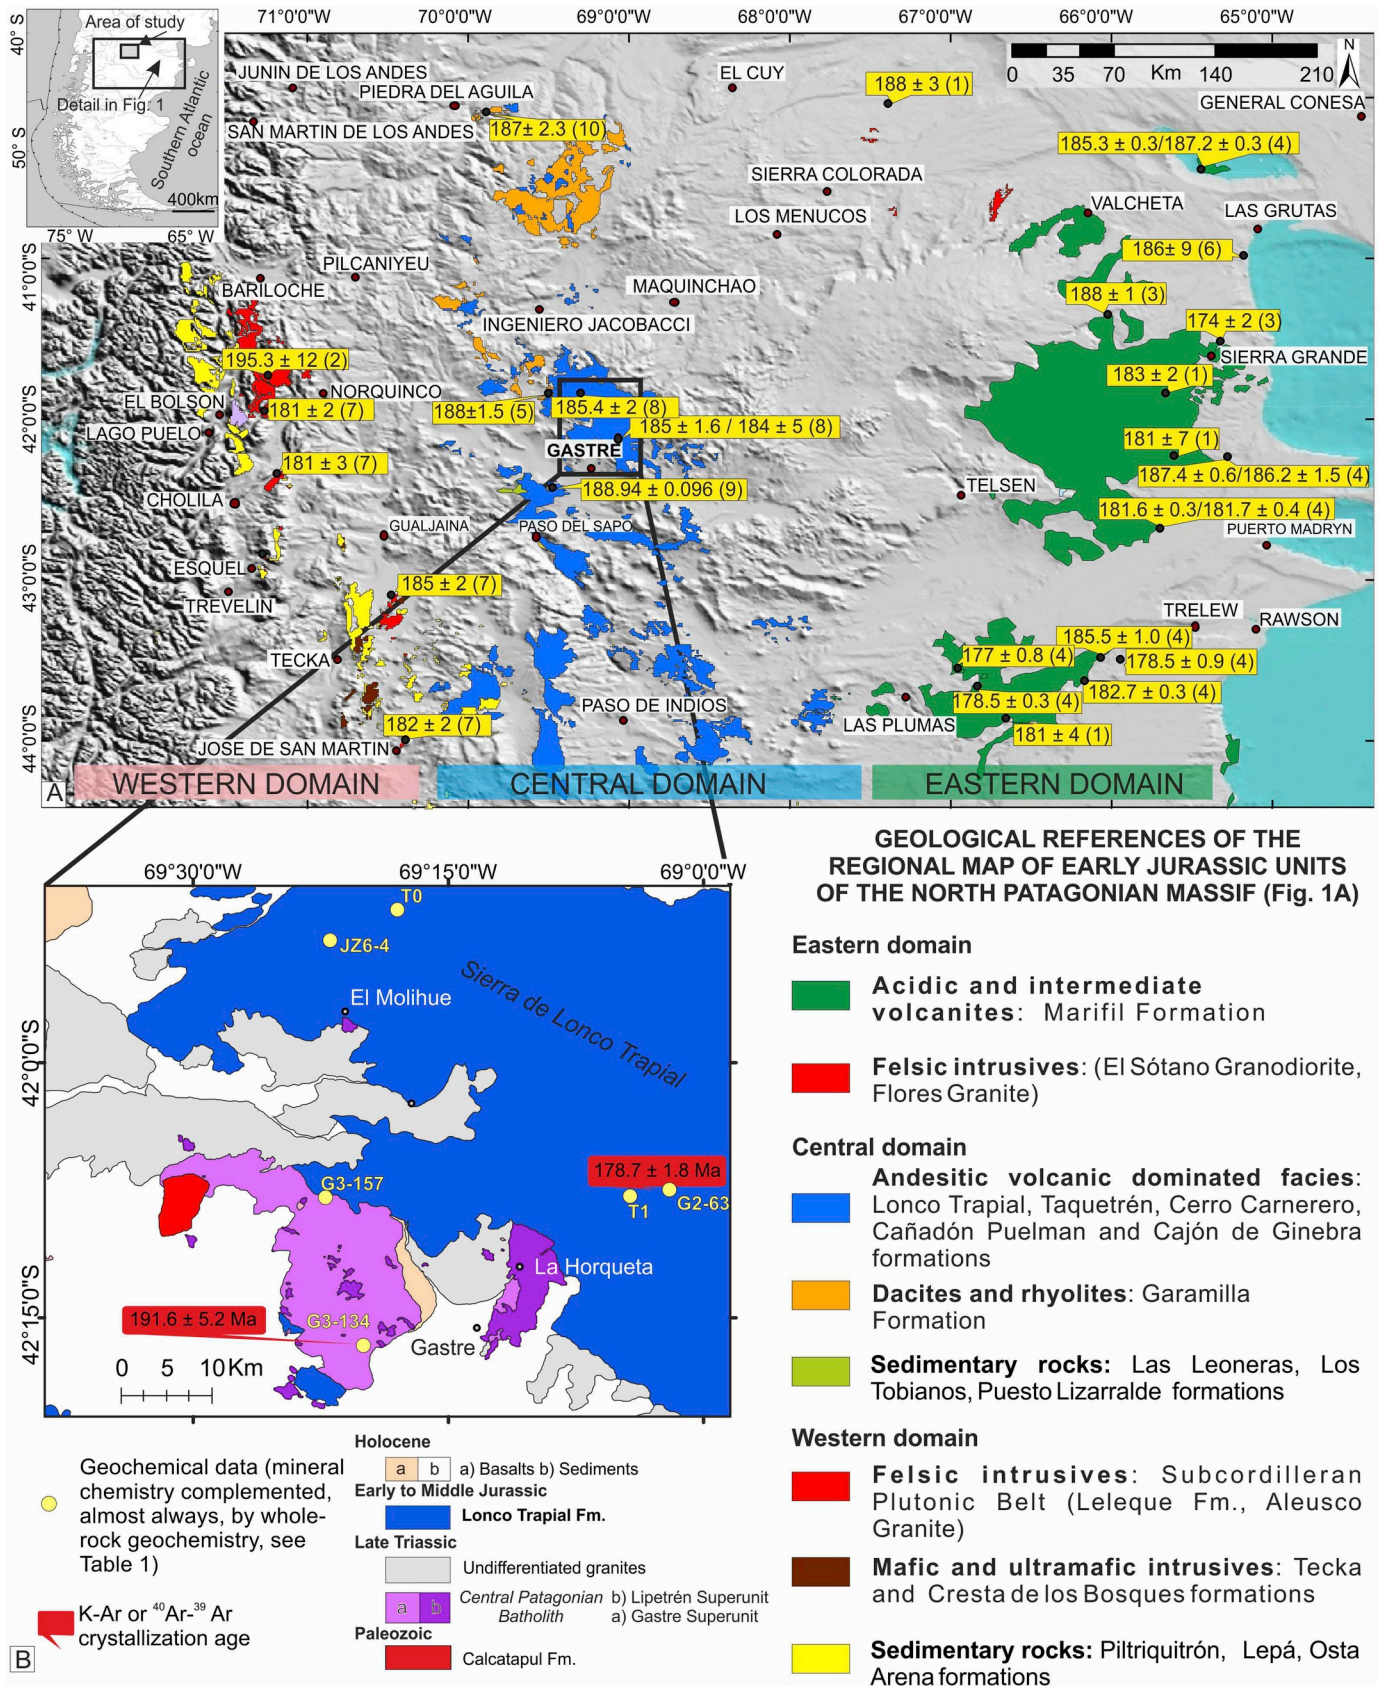 71°00'0"W 70°00'0"W 69°00'0"W 68°00'0"W 67°00'0"W 66°00'0"W 65°00'0"W
40° S
50° S
75° W 65° W
Area of study
Detail in Fig. 1
Southern Atlantic
ocean
400km
N
0 35 70 Km 140 210
JUNIN DE LOS ANDES
PIEDRA DEL AGUILA
SAN MARTIN DE LOS ANDES
187± 2.3 (10)
EL CUY
188 ± 3 (1)
GENERAL CONESA
185.3 ± 0.3/187.2 ± 0.3 (4)
SIERRA COLORADA
LOS MENUCOS
VALCHETA
LAS GRUTAS
186± 9 (6)
41°0'0"S
PILCANIYEU
BARILOCHE
MAQUINCHAO
INGENIERO JACOBACCI
188 ± 1 (3)
174 ± 2 (3)
SIERRA GRANDE
195.3 ± 12 (2)
NORQUINCO
EL BOLSON
181 ± 2 (7)
LAGO PUELO
188±1.5 (5)
185.4 ± 2 (8)
185 ± 1.6 / 184 ± 5 (8)
GASTRE
183 ± 2 (1)
42°0'0"S
181 ± 7 (1)
187.4 ± 0.6/186.2 ± 1.5 (4)
181 ± 3 (7)
188.94 ± 0.096 (9)
TELSEN
CHOLILA
181.6 ± 0.3/181.7 ± 0.4 (4)
GUALJAINA
PASO DEL SAPO
PUERTO MADRYN
ESQUEL
TREVELIN
43°0'0"S
185 ± 2 (7)
TRELEW
RAWSON
TECKA
177 ± 0.8 (4)
185.5 ± 1.0 (4)
178.5 ± 0.9 (4)
178.5 ± 0.3 (4)
182.7 ± 0.3 (4)
182 ± 2 (7)
PASO DE INDIOS
LAS PLUMAS
181 ± 4 (1)
JOSE DE SAN MARTIN
44°0'0"S
A
WESTERN DOMAIN CENTRAL DOMAIN EASTERN DOMAIN
69°30'0"W 69°15'0"W 69°0'0"W
T0
JZ6-4
El Molihue
Sierra de Lonco Trapial
42°0'0"S
178.7 ± 1.8 Ma
G3-157
T1
G2-63
La Horqueta
42°15'0"S
191.6 ± 5.2 Ma
G3-134
Gastre
0 5 10 Km
Geochemical data (mineral
chemistry complemented,
almost always, by whole-
rock geochemistry, see
Table 1)
K-Ar or 40Ar-39 Ar
crystallization age
B
Holocene
a b a) Basalts b) Sediments
Early to Middle Jurassic
Lonco Trapial Fm.
Late Triassic
Undifferentiated granites
a b Central Patagonian b) Lipetrén Superunit
Batholith a) Gastre Superunit
Paleozoic
Calcatapul Fm.
GEOLOGICAL REFERENCES OF THE
REGIONAL MAP OF EARLY JURASSIC UNITS
OF THE NORTH PATAGONIAN MASSIF (Fig. 1A)
Eastern domain
Acidic and intermediate
volcanites: Marifil Formation
Felsic intrusives: (El Sótano Granodiorite,
Flores Granite)
Central domain
Andesitic volcanic dominated facies:
Lonco Trapial, Taquetrén, Cerro Carnerero,
Cañadón Puelman and Cajón de Ginebra
formations
Dacites and rhyolites: Garamilla
Formation
Sedimentary rocks: Las Leoneras, Los
Tobianos, Puesto Lizarralde formations
Western domain
Felsic intrusives: Subcordilleran
Plutonic Belt (Leleque Fm., Aleusco
Granite)
Mafic and ultramafic intrusives: Tecka
and Cresta de los Bosques formations
Sedimentary rocks: Piltriquitrón, Lepá, Osta
Arena formations